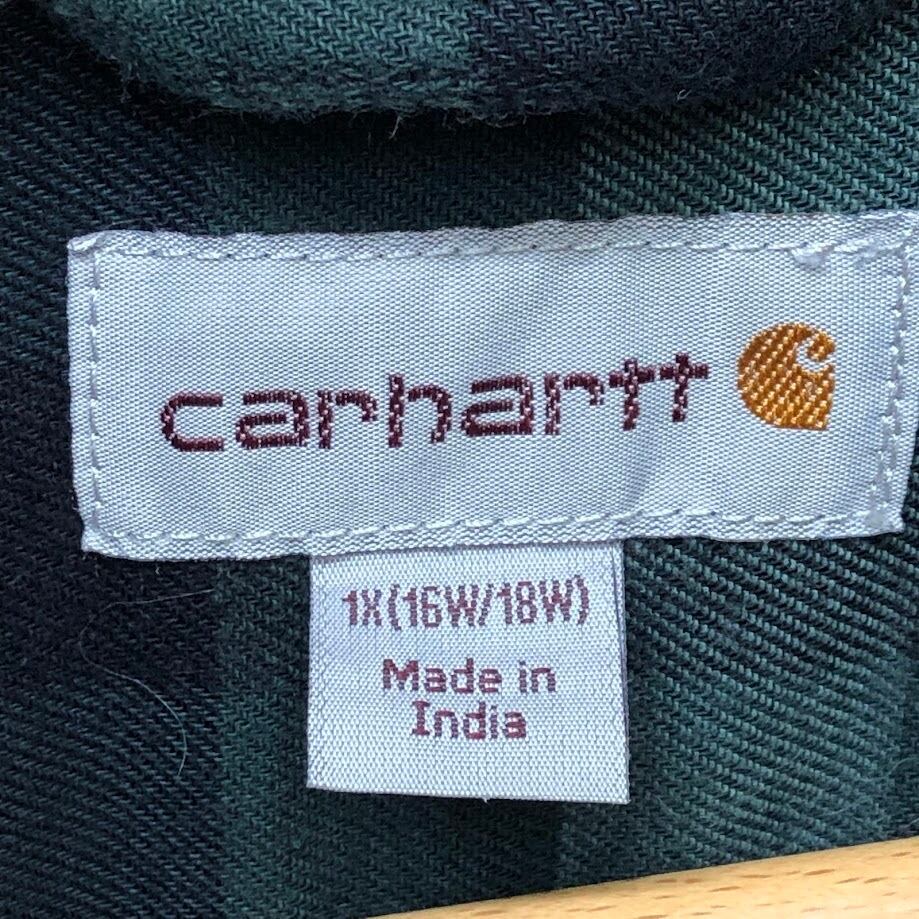 carhartt
1X(16W/18W)
Made in
India